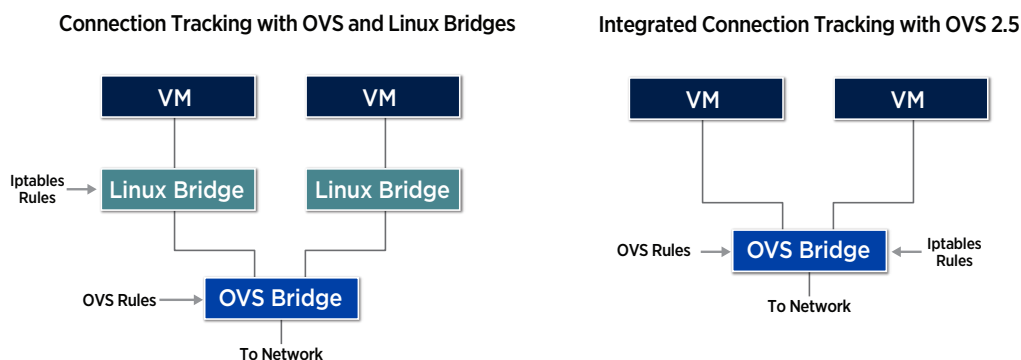 Connection Tracking with OVS and Linux Bridges
VM
VM
Iptables
Rules
Linux Bridge
Linux Bridge
OVS Rules
OVS Bridge
To Network
Integrated Connection Tracking with OVS 2.5
VM
VM
OVS Rules
OVS Bridge
Iptables
Rules
To Network